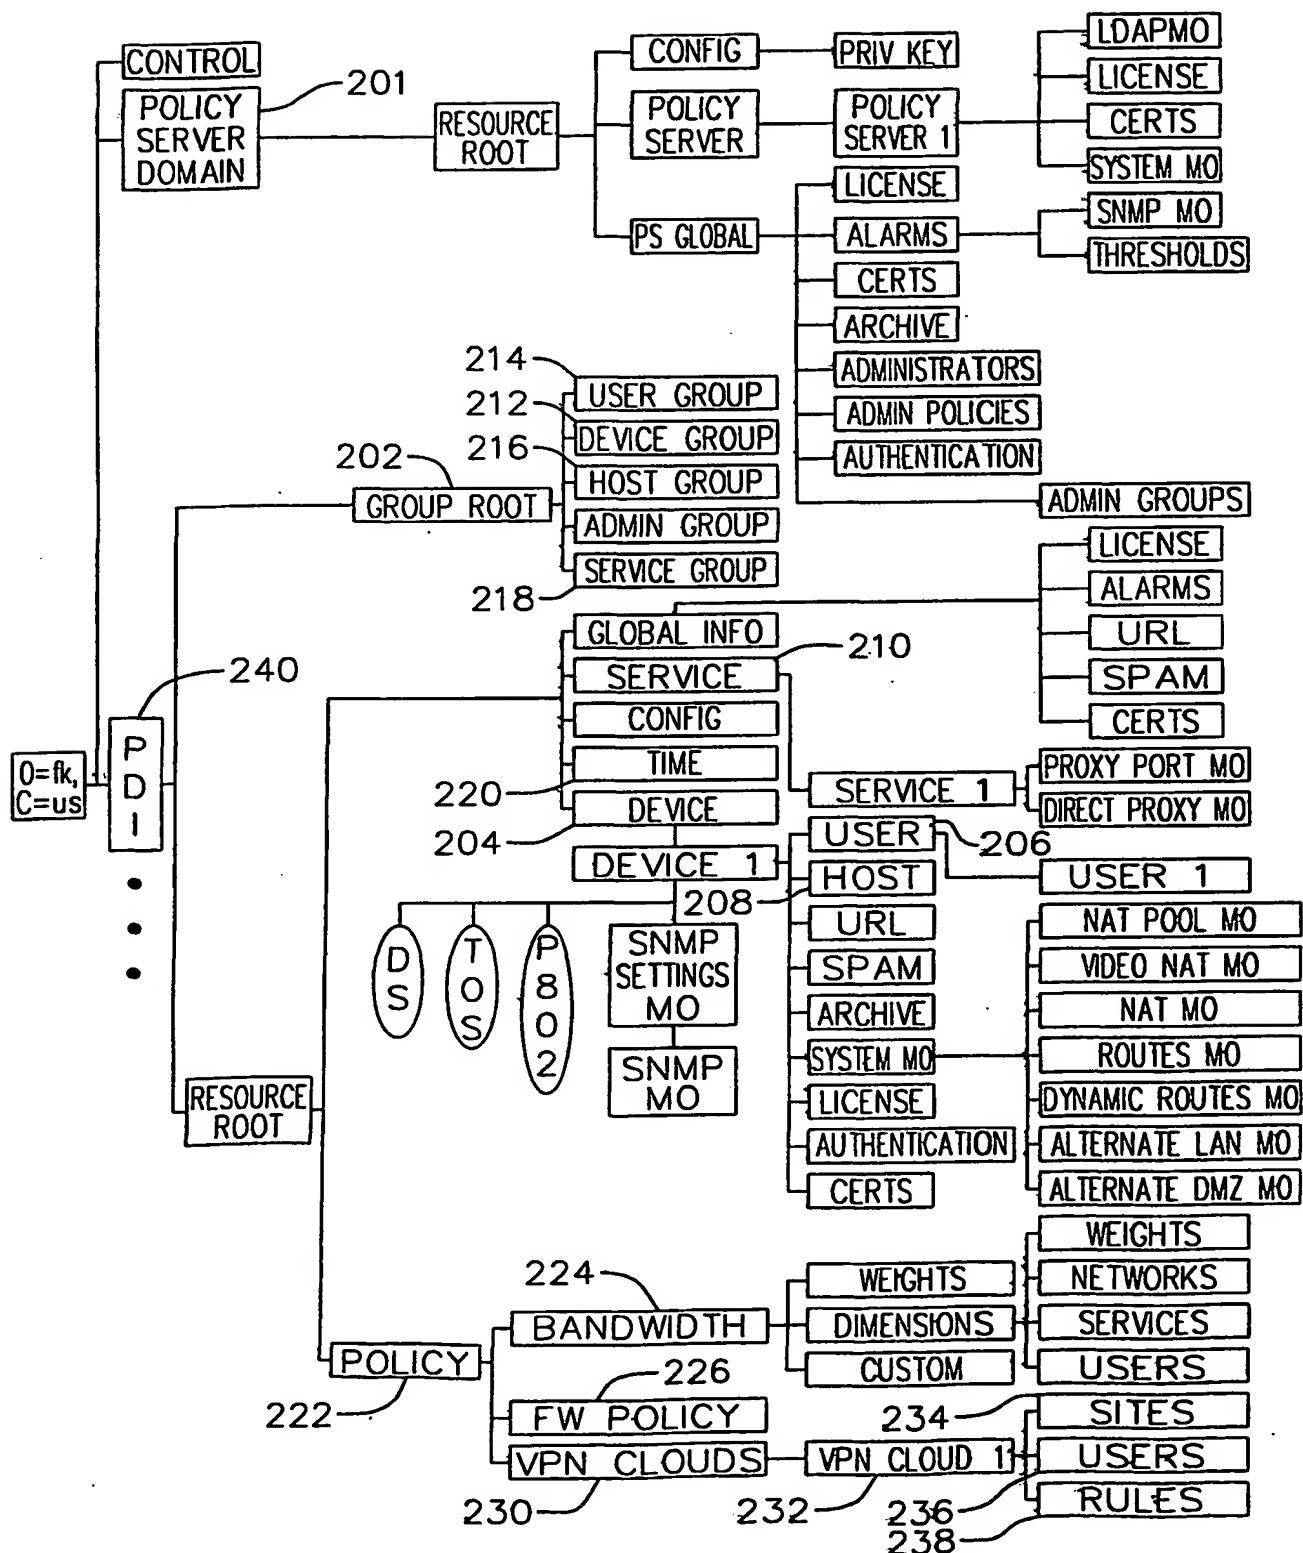 CONTROL
201
POLICY
SERVER
DOMAIN
RESOURCE
ROOT
CONFIG
PRIV KEY
POLICY
SERVER
POLICY
SERVER 1
LDAPMO
LICENSE
CERTS
SYSTEM MO
PS GLOBAL
LICENSE
ALARMS
CERTS
ARCHIVE
ADMINISTRATORS
ADMIN POLICIES
AUTHENTICATION
ADMIN GROUPS
SNMP MO
THRESHOLDS
214
USER GROUP
212
DEVICE GROUP
216
HOST GROUP
202
GROUP ROOT
ADMIN GROUP
SERVICE GROUP
218
GLOBAL INFO
LICENSE
ALARMS
URL
SPAM
CERTS
210
SERVICE
CONFIG
TIME
220
DEVICE
204
SERVICE 1
PROXY PORT MO
DIRECT PROXY MO
240
P
D
I
O=fk,
C=us
DEVICE 1
USER
206
USER 1
208
HOST
URL
SPAM
ARCHIVE
SYSTEM MO
LICENSE
AUTHENTICATION
CERTS
NAT POOL MO
VIDEO NAT MO
NAT MO
ROUTES MO
DYNAMIC ROUTES MO
ALTERNATE LAN MO
ALTERNATE DMZ MO
D
S
T
O
S
P
8
0
2
SNMP
SETTINGS
MO
SNMP
MO
RESOURCE
ROOT
224
BANDWIDTH
WEIGHTS
DIMENSIONS
CUSTOM
WEIGHTS
NETWORKS
SERVICES
USERS
POLICY
222
226
FW POLICY
VPN CLOUDS
230
VPN CLOUD 1
232
234
SITES
USERS
236
RULES
238